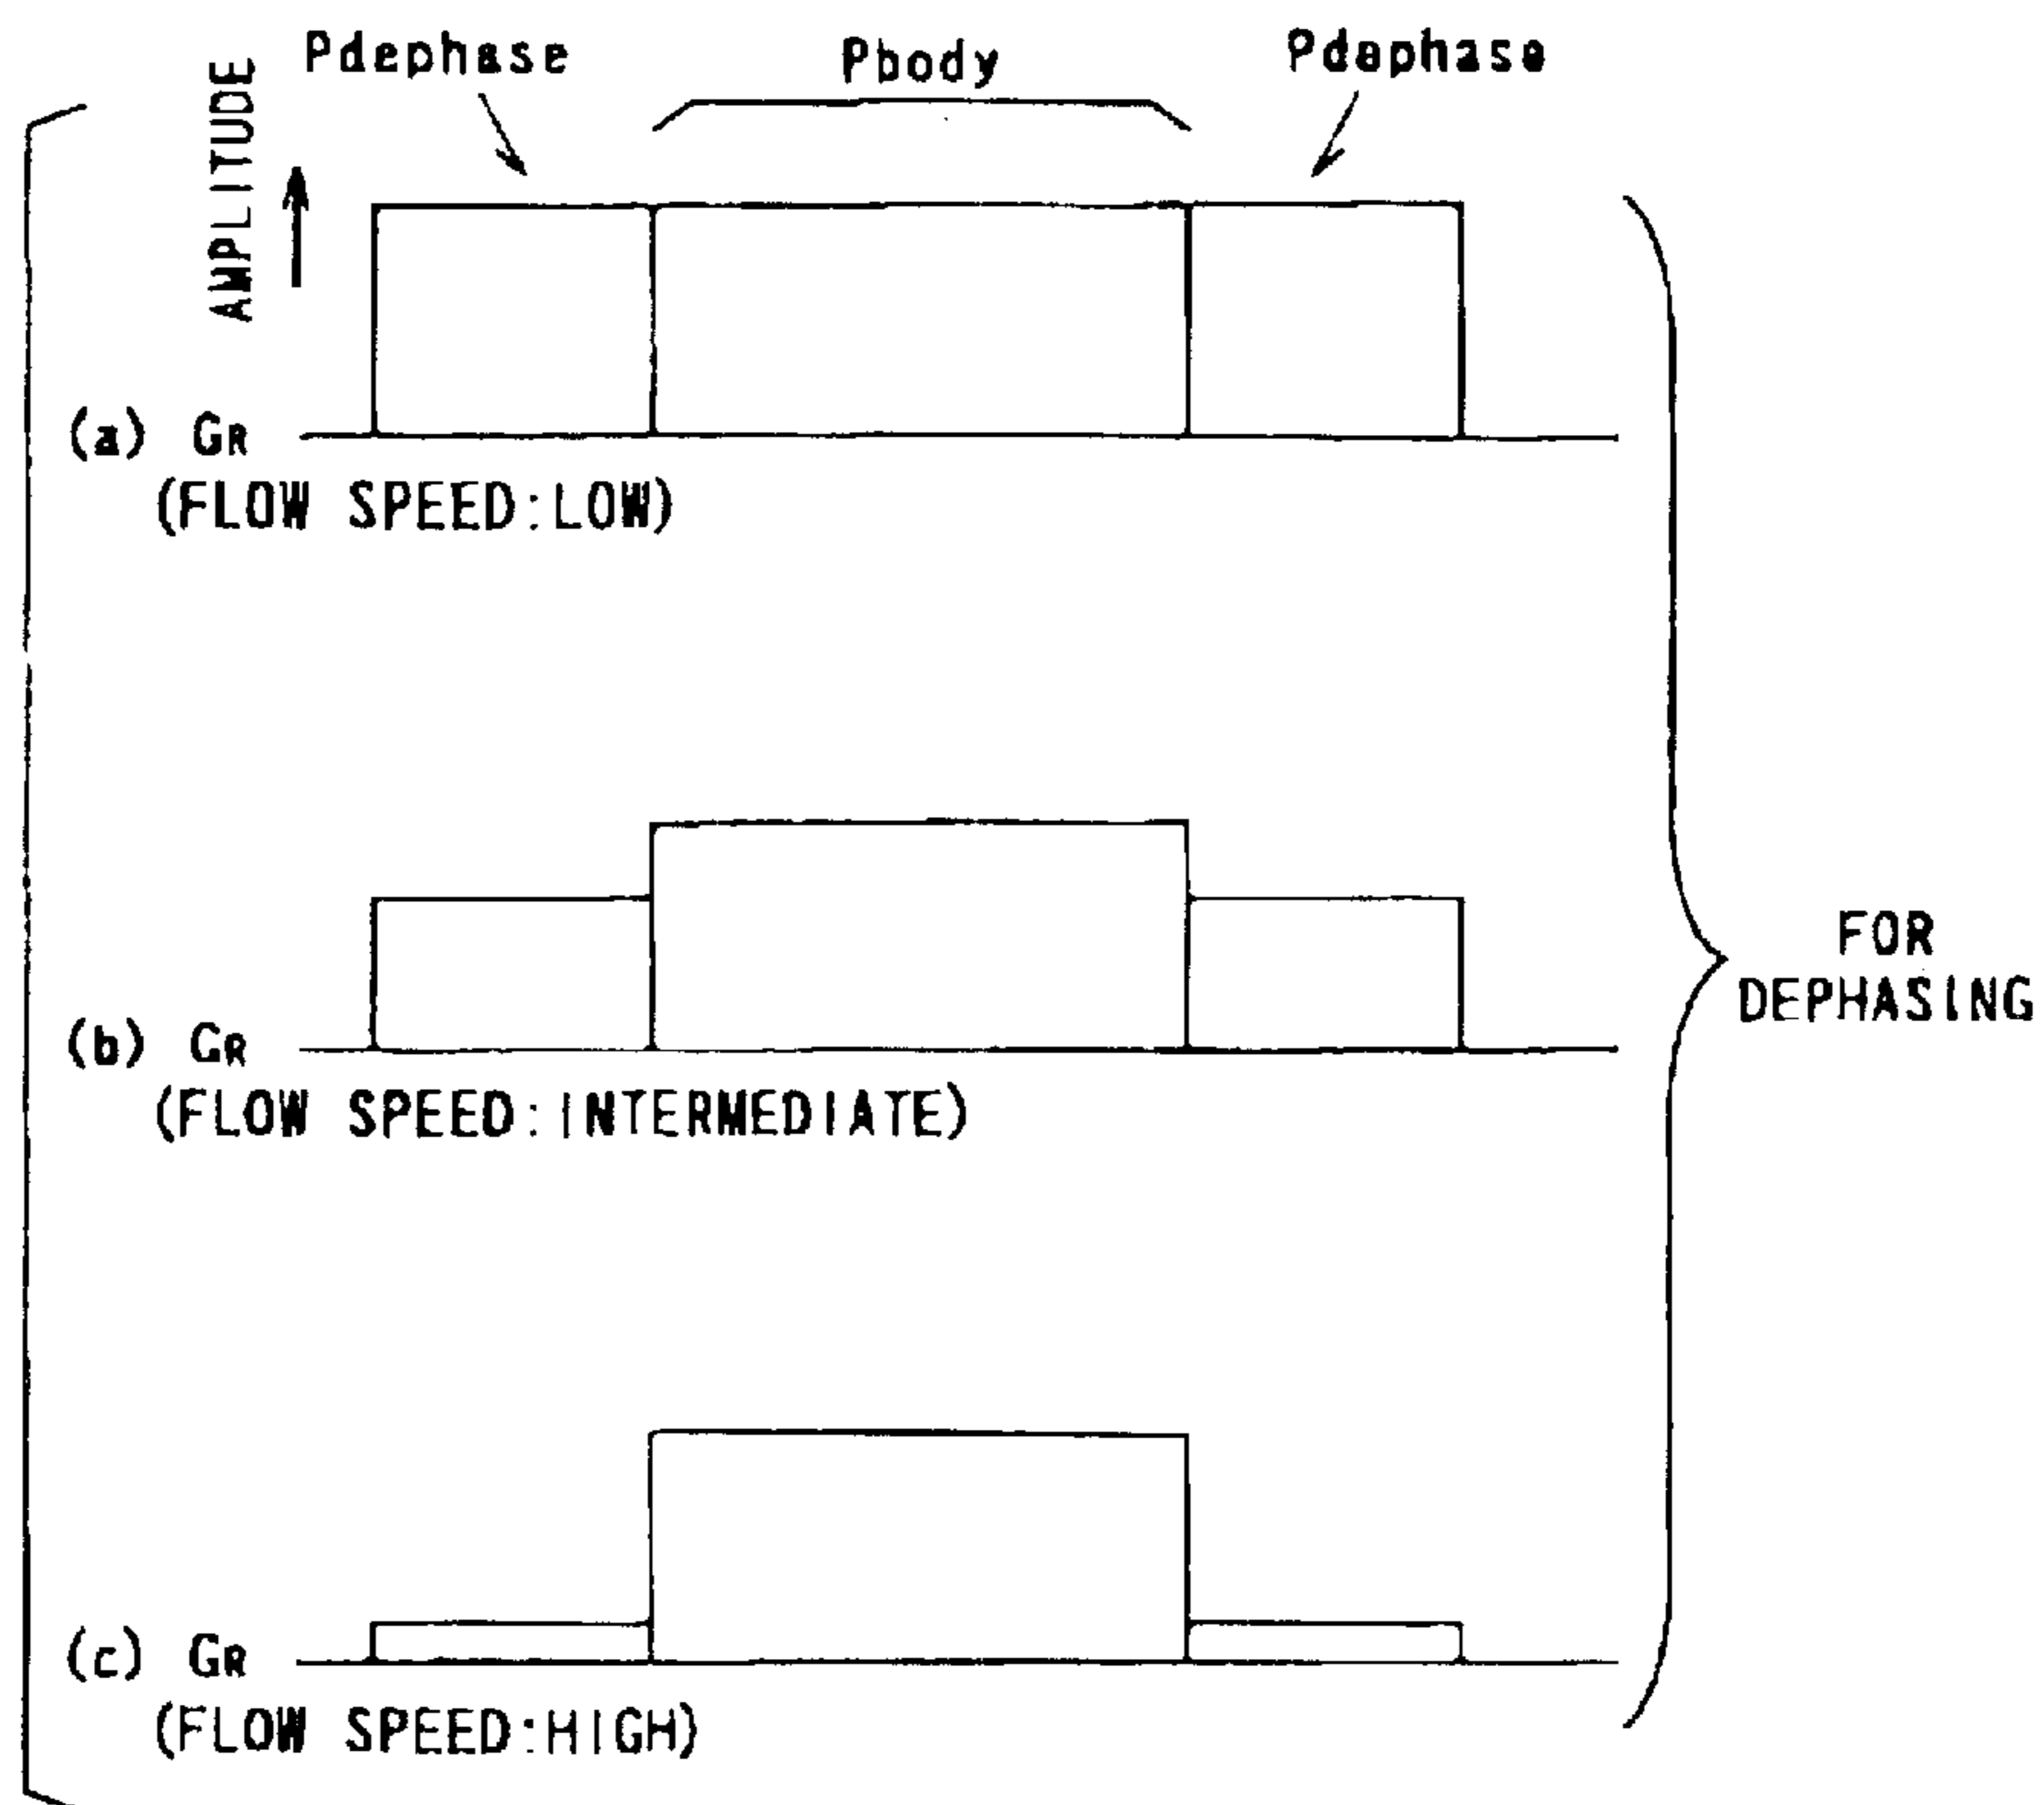 Pdephase
Pbody
Pdephase
AMPLITUDE
(a) GR
(FLOW SPEED:LOW)
(b) GR
(FLOW SPEED:INTERMEDIATE)
FOR
DEPHASING
(c) GR
(FLOW SPEED:HIGH)